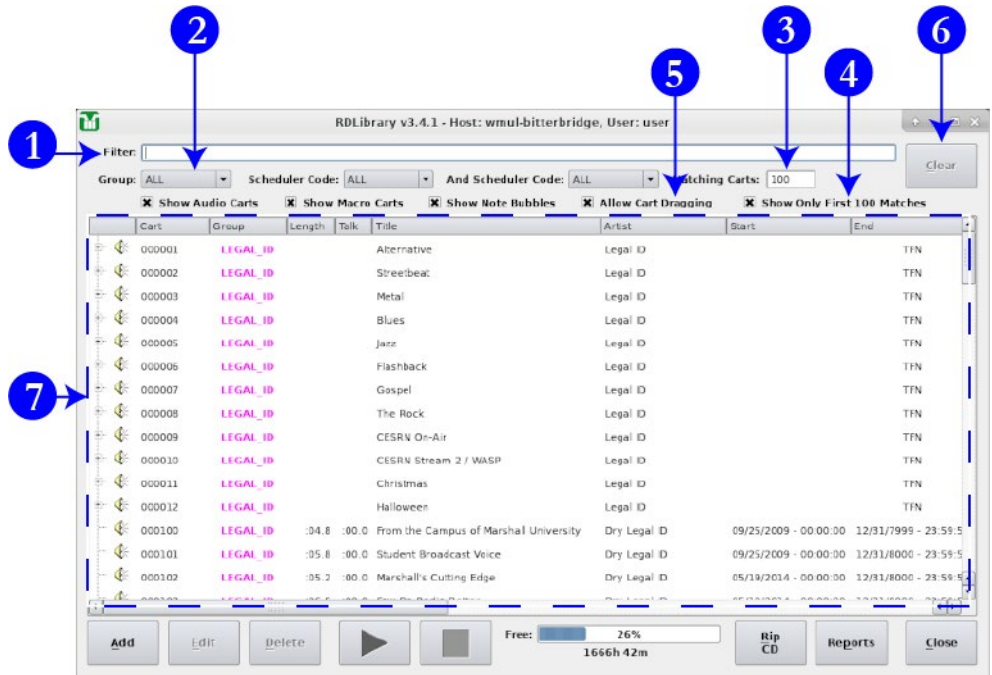 2
3
6
5
4
RDLibrary v3.4.1 - Host: wmul-bitterbridge, User: user
1
Filter:
Clear
Group: ALL Scheduler Code: ALL And Scheduler Code: ALL Matching Carts: 100
Show Audio Carts Show Macro Carts Show Note Bubbles Allow Cart Dragging Show Only First 100 Matches
Cart Group Length Talk Title Artist Start End
000001 LEGAL_ID Alternative Legal ID TFN
000002 LEGAL_ID Streetbeat Legal ID TFN
000003 LEGAL_ID Metal Legal ID TFN
000004 LEGAL_ID Blues Legal ID TFN
000005 LEGAL_ID Jazz Legal ID TFN
000006 LEGAL_ID Flashback Legal ID TFN
7
000007 LEGAL_ID Gospel Legal ID TFN
000008 LEGAL_ID The Rock Legal ID TFN
000009 LEGAL_ID CESRN On-Air Legal ID TFN
000010 LEGAL_ID CESRN Stream 2 / WASP Legal ID TFN
000011 LEGAL_ID Christmas Legal ID TFN
000012 LEGAL_ID Halloween Legal ID TFN
000100 LEGAL_ID :04.8 :00.0 From the Campus of Marshall University Dry Legal ID 09/25/2009 - 00:00:00 12/31/7999 - 23:59:5
000101 LEGAL_ID :05.8 :00.0 Student Broadcast Voice Dry Legal ID 09/25/2009 - 00:00:00 12/31/8000 - 23:59:5
000102 LEGAL_ID :05.2 :00.0 Marshall's Cutting Edge Dry Legal ID 05/19/2014 - 00:00:00 12/31/8000 - 23:59:5
Add Edit Delete Free: 26% Rip CD Reports Close
1666h 42m